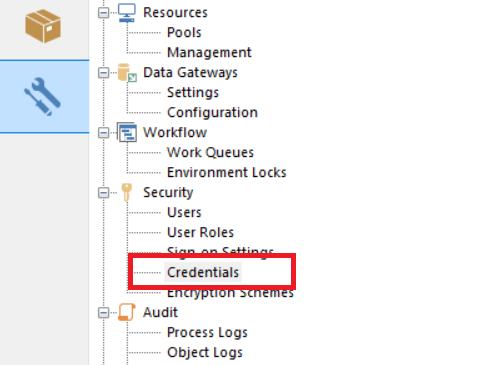 Resources
Pools
Management
Data Gateways
Settings
Configuration
Workflow
Work Queues
Environment Locks
Security
Users
User Roles
Sign-on Settings
Credentials
Encryption Schemes
Audit
Process Logs
Object Logs